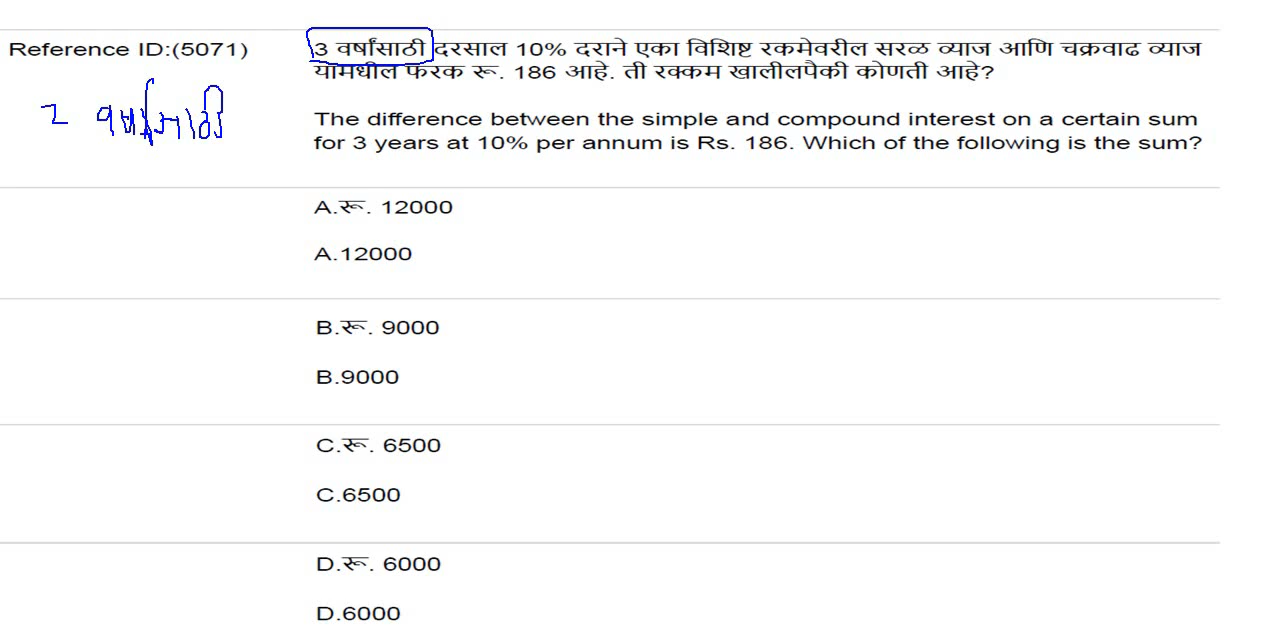 Reference ID:(5071)
3 वर्षांसाठी दरसाल 10% दराने एका विशिष्ट रकमेवरील सरळ व्याज आणि चक्रवाढ व्याज
यामधील फरक रू. 186 आहे. ती रक्कम खालीलपैकी कोणती आहे?
2 वर्षांसाठी
The difference between the simple and compound interest on a certain sum
for 3 years at 10% per annum is Rs. 186. Which of the following is the sum?
A.रू. 12000
A.12000
B.रू. 9000
B.9000
C.रू. 6500
C.6500
D.रू. 6000
D.6000